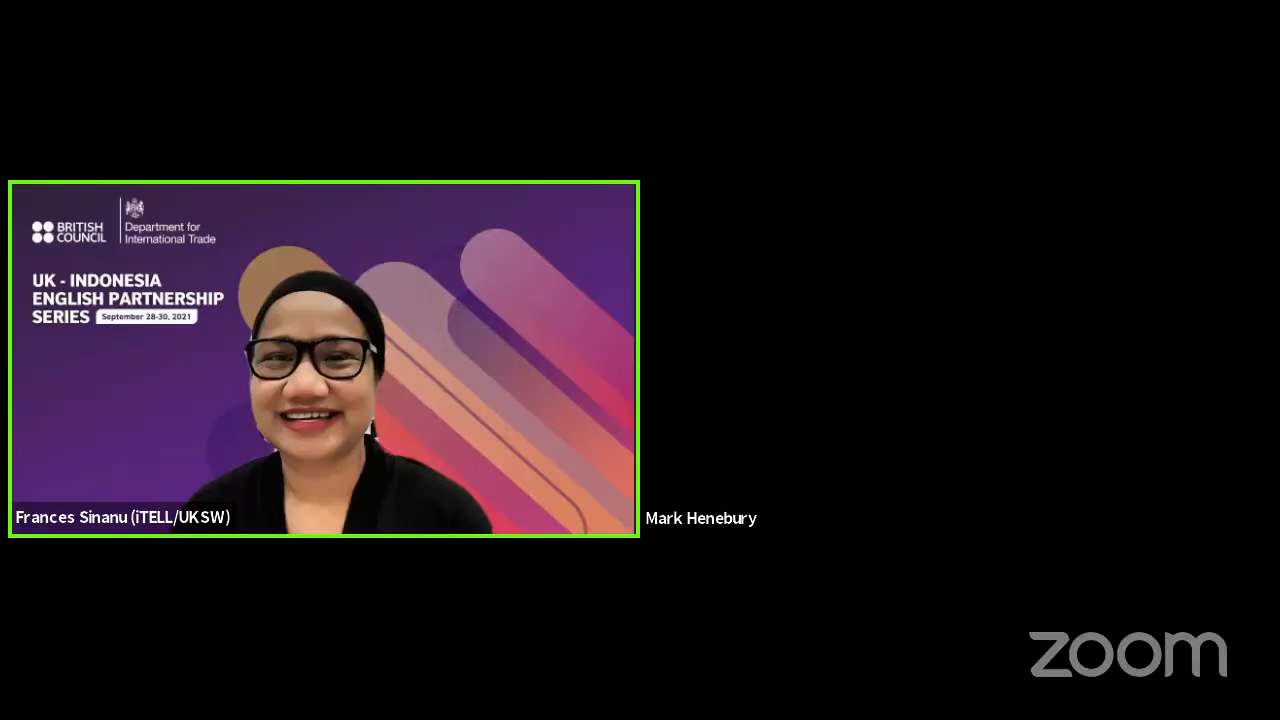 BRITISH
COUNCIL
Department for
International Trade
UK - INDONESIA
ENGLISH PARTNERSHIP
SERIES September 28-30, 2021
Frances Sinanu (iTELL/UKSW)
Mark Henebury
zoom